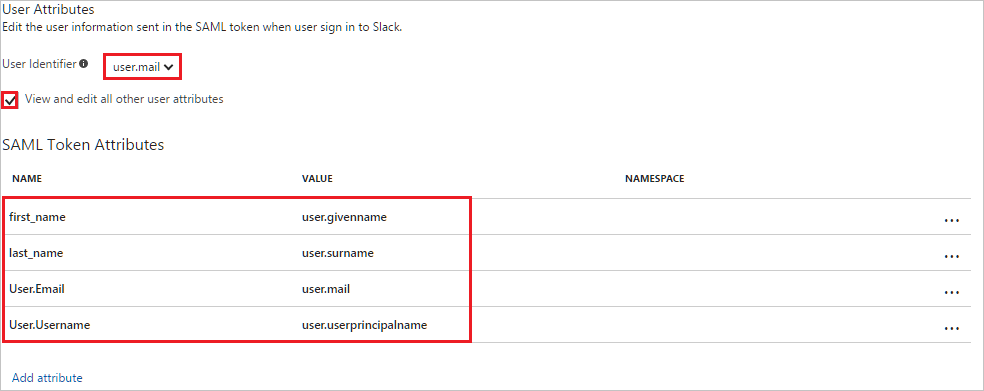 User Attributes
Edit the user information sent in the SAML token when user sign in to Slack.
User Identifier
user.mail
View and edit all other user attributes
SAML Token Attributes
NAME VALUE NAMESPACE
first_name user.givenname ...
last_name user.surname ...
User.Email user.mail ...
User.Username user.userprincipalname ...
Add attribute